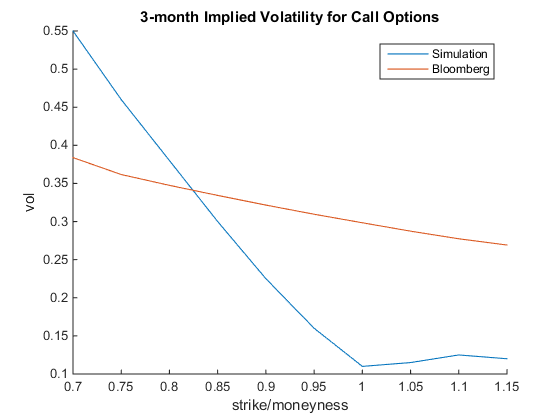 3-month Implied Volatility for Call Options
Simulation
Bloomberg
vol
0.55
0.5
0.45
0.4
0.35
0.3
0.25
0.2
0.15
0.1
0.7 0.75 0.8 0.85 0.9 0.95 1 1.05 1.1 1.15
strike/moneyness